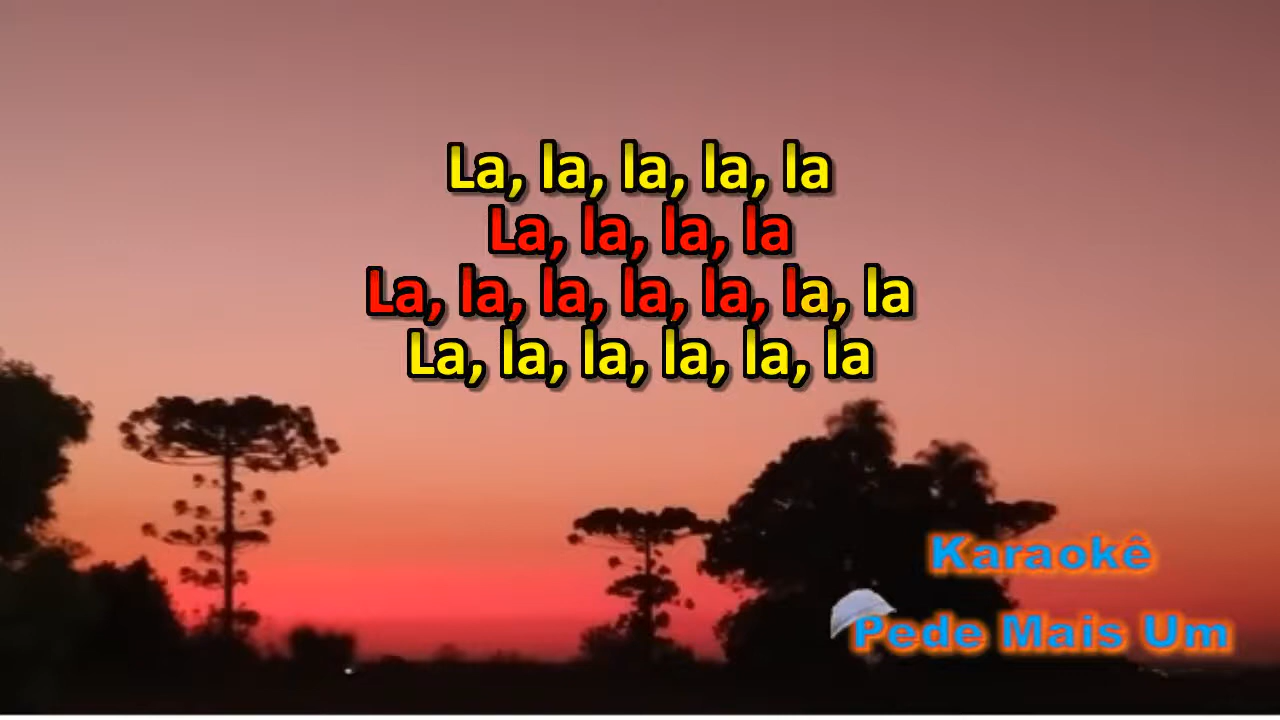 La, la, la, la, la
La, la, la, la
La, la, la, la, la, la, la
La, la, la, la, la, la
Karaokê
Pede Mais Um